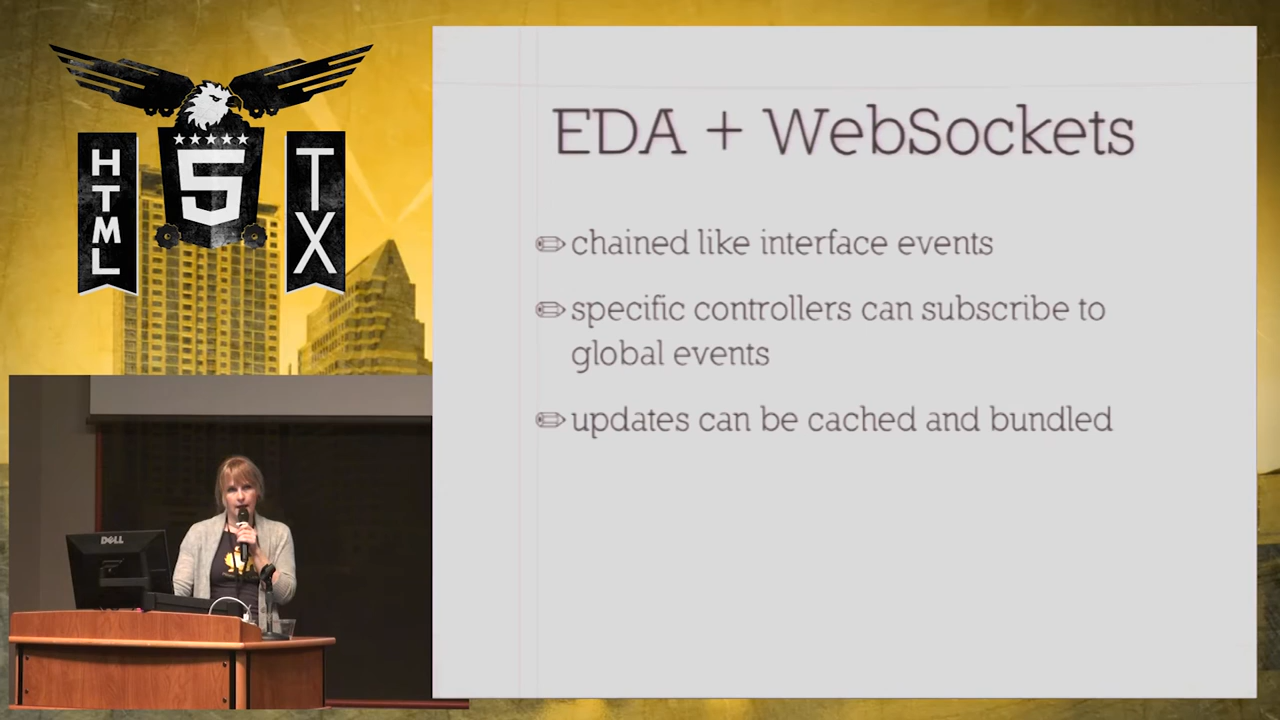 HTML
5
TX
EDA + WebSockets
chained like interface events
specific controllers can subscribe to
global events
updates can be cached and bundled
DELL